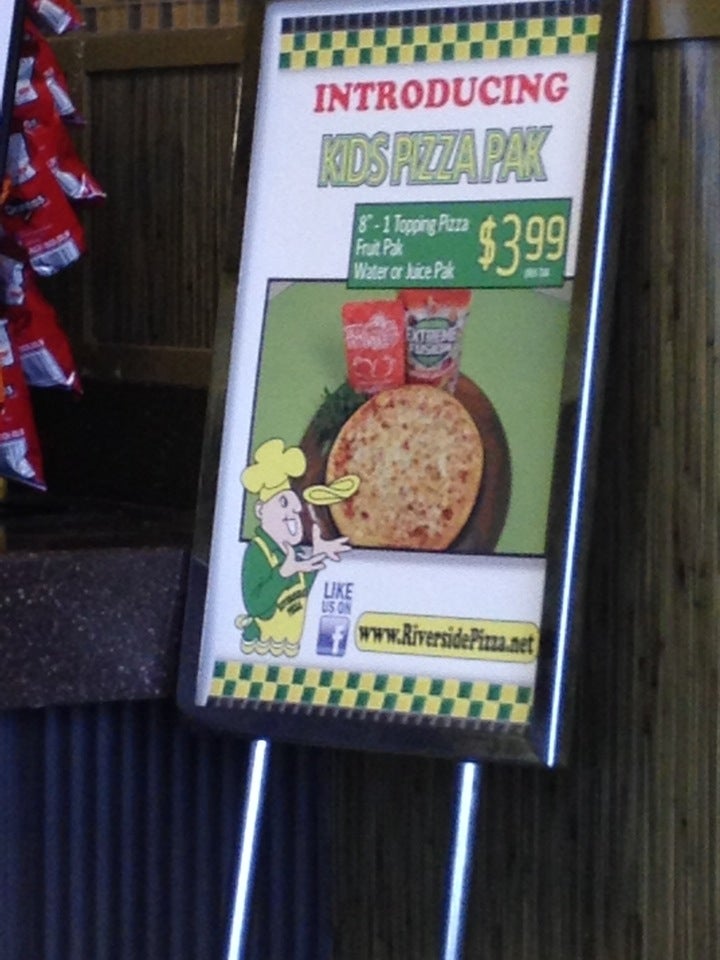 INTRODUCING
KIDS PIZZA PAK
8" - 1 Topping Pizza
Fruit Pak
Water or Juice Pak
$3.99
EXTREME
LIKE
US ON
f
www.RiversidePizza.net